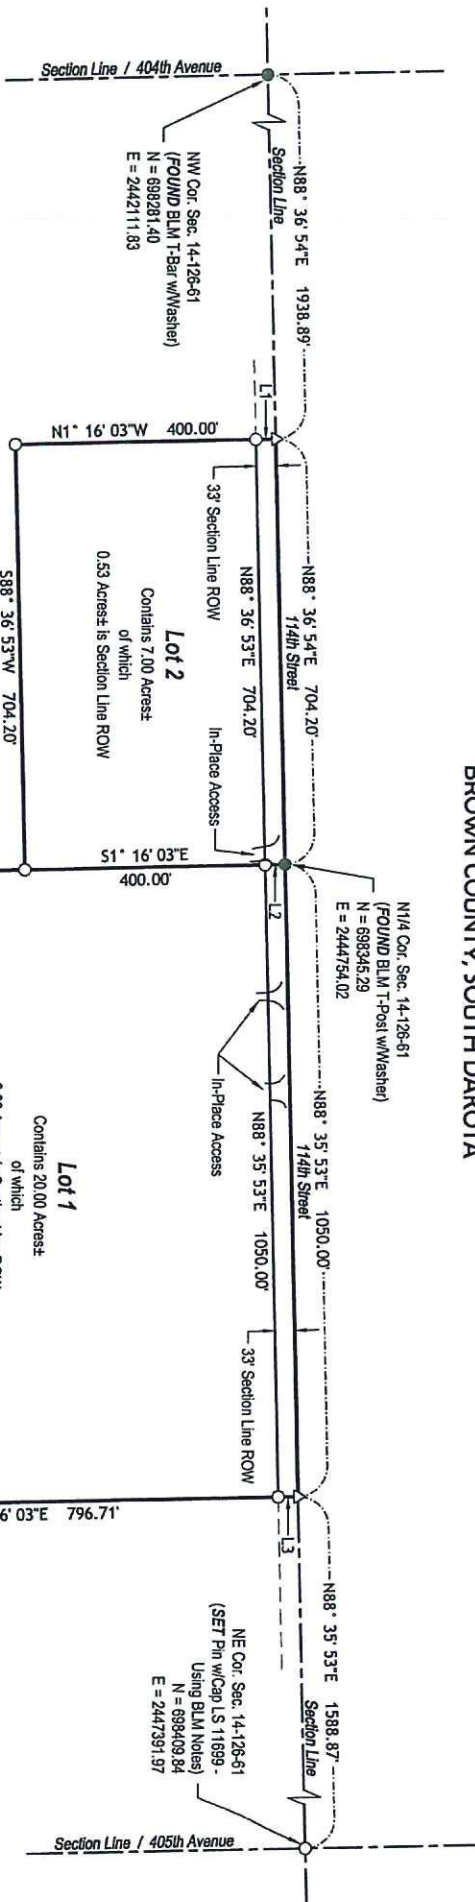 BROWN COUNTY, SOUTH DAKOTA
Section Line / 404th Avenue
NW Cor. Sec. 14-126-61
(FOUND BLM T-Bar w/Washer)
N = 698281.40
E = 2442111.83
N88° 36' 54"E 1938.89'
Section Line
L1
N1° 16' 03"W 400.00'
33' Section Line ROW
N88° 36' 54"E 704.20'
114th Street
N88° 36' 53"E 704.20'
Lot 2
Contains 7.00 Acres±
of which
0.53 Acres± is Section Line ROW
In-Place Access
S88° 36' 53"W 704.20'
S1° 16' 03"E
400.00'
L2
N1/4 Cor. Sec. 14-126-61
(FOUND BLM T-Post w/Washer)
N = 698345.29
E = 2444754.02
In-Place Access
N88° 35' 53"E 1050.00'
114th Street
N88° 35' 53"E 1050.00'
Lot 1
Contains 20.00 Acres±
of which
33' Section Line ROW
6' 03"E 796.71'
L3
N88° 35' 53"E 1588.87'
Section Line
NE Cor. Sec. 14-126-61
(SET Pin w/Cap LS 11699 -
Using BLM Notes)
N = 698409.84
E = 2447391.97
Section Line / 405th Avenue